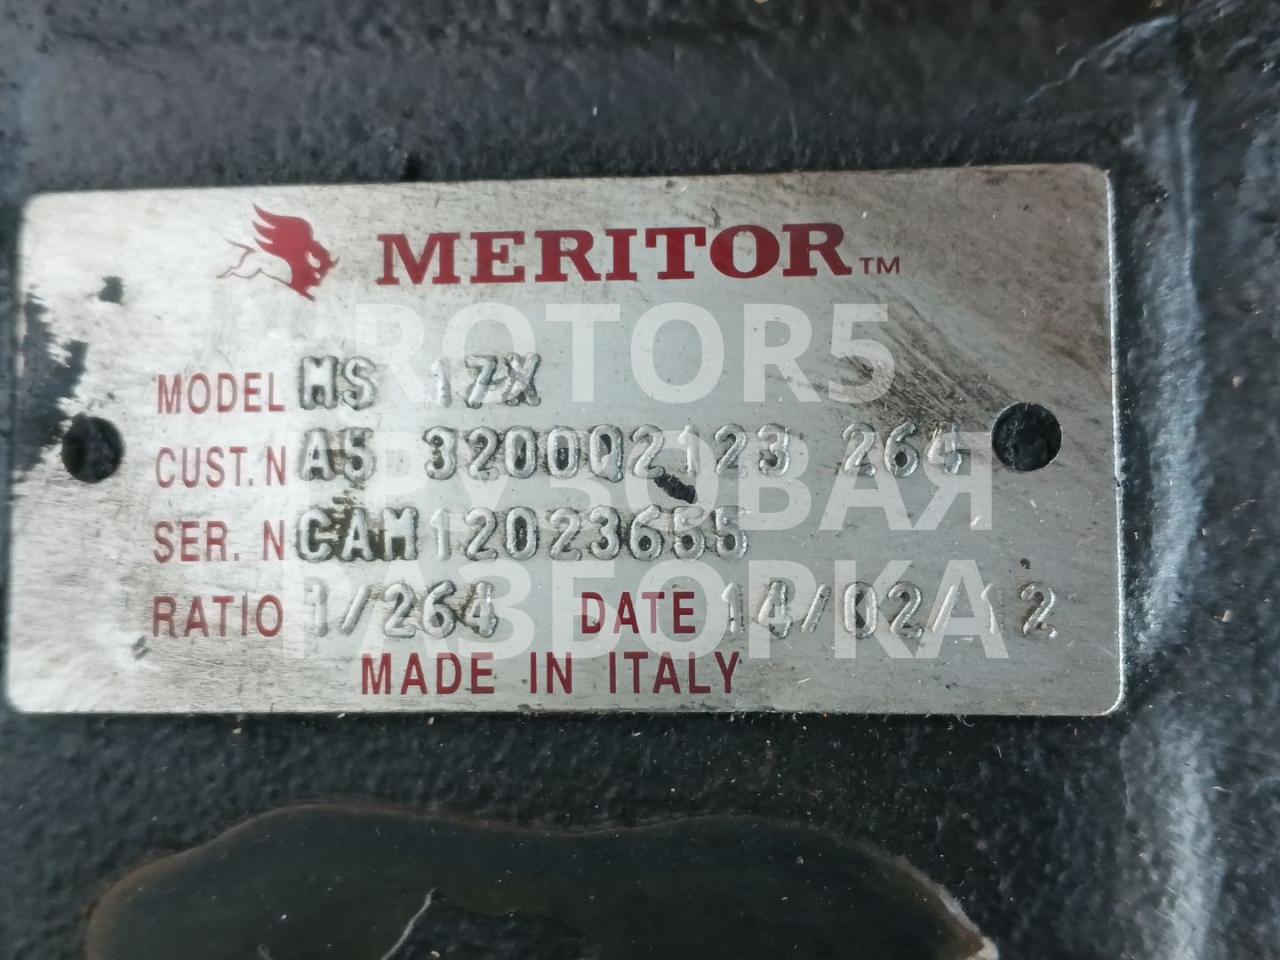 MERITOR™
MODEL MS 17X
CUST.N A5 3200Q2123 264
SER. N CAM12023655
RATIO 1/264 DATE 14/02/12
MADE IN ITALY
ROTOR5
ГРУЗОВАЯ
РАЗБОРКА